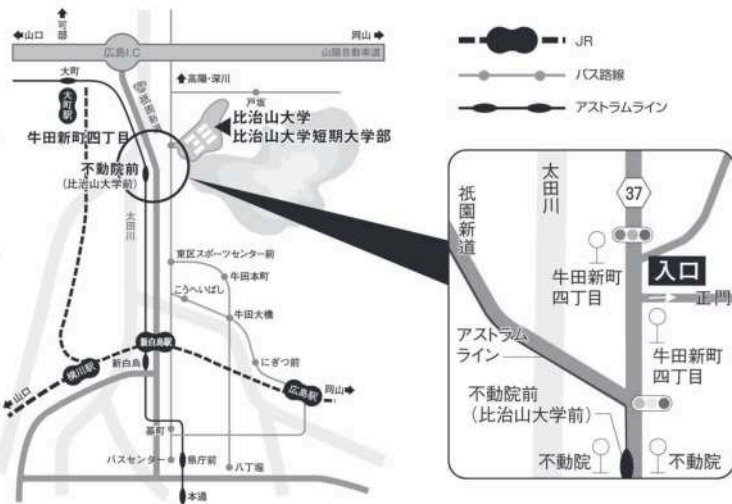 山口
可部
岡山
広島I.C
山陽自動車道
大町
大町駅
高陽・深川
戸坂
牛田新町四丁目
比治山大学
比治山大学短期大学部
不動院前
(比治山大学前)
太田川
東区スポーツセンター前
牛田本町
こうへいばし
牛田大橋
新白島駅
新白島
にぎつ前
横川駅
山口
広島駅
岡山
基町
バスセンター
県庁前
八丁堀
本通
JR
バス路線
アストラムライン
祇園新道
太田川
37
牛田新町
四丁目
入口
正門
牛田新町
四丁目
アストラム
ライン
不動院前
(比治山大学前)
不動院
不動院